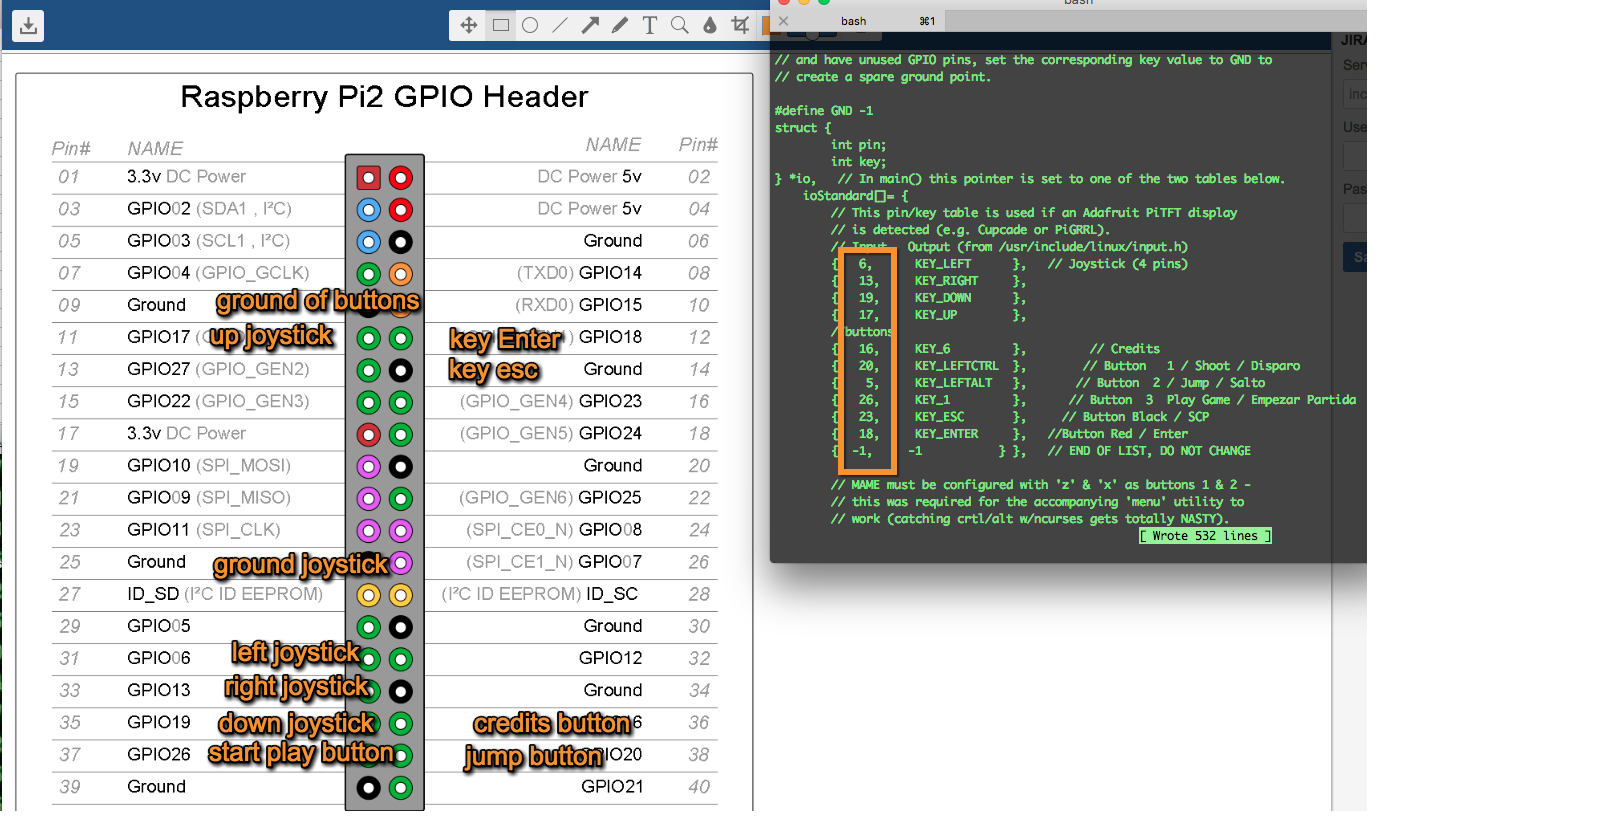 bash
bash
⌘1
Raspberry Pi2 GPIO Header
Pin# NAME NAME Pin#
01 3.3v DC Power DC Power 5v 02
03 GPIO02 (SDA1 , I²C) DC Power 5v 04
05 GPIO03 (SCL1 , I²C) Ground 06
07 GPIO04 (GPIO_GCLK) (TXD0) GPIO14 08
09 Ground ground of buttons (RXD0) GPIO15 10
11 GPIO17 up joystick key Enter GPIO18 12
13 GPIO27 (GPIO_GEN2) key esc Ground 14
15 GPIO22 (GPIO_GEN3) (GPIO_GEN4) GPIO23 16
17 3.3v DC Power (GPIO_GEN5) GPIO24 18
19 GPIO10 (SPI_MOSI) Ground 20
21 GPIO09 (SPI_MISO) (GPIO_GEN6) GPIO25 22
23 GPIO11 (SPI_CLK) (SPI_CE0_N) GPIO08 24
25 Ground ground joystick (SPI_CE1_N) GPIO07 26
27 ID_SD (I²C ID EEPROM) (I²C ID EEPROM) ID_SC 28
29 GPIO05 Ground 30
31 GPIO06 left joystick GPIO12 32
33 GPIO13 right joystick Ground 34
35 GPIO19 down joystick credits button 6 36
37 GPIO26 start play button jump button IO20 38
39 Ground GPIO21 40
// and have unused GPIO pins, set the corresponding key value to GND to
// create a spare ground point.
#define GND -1
struct {
int pin;
int key;
} *io, // In main() this pointer is set to one of the two tables below.
ioStandard[]= {
// This pin/key table is used if an Adafruit PiTFT display
// is detected (e.g. Cupcade or PiGRRL).
// Input Output (from /usr/include/linux/input.h)
{ 6, KEY_LEFT }, // Joystick (4 pins)
{ 13, KEY_RIGHT },
{ 19, KEY_DOWN },
{ 17, KEY_UP },
/ buttons
{ 16, KEY_6 }, // Credits
{ 20, KEY_LEFTCTRL }, // Button 1 / Shoot / Disparo
{ 5, KEY_LEFTALT }, // Button 2 / Jump / Salto
{ 26, KEY_1 }, // Button 3 Play Game / Empezar Partida
{ 23, KEY_ESC }, // Button Black / SCP
{ 18, KEY_ENTER }, //Button Red / Enter
{ -1, -1 } }, // END OF LIST, DO NOT CHANGE
// MAME must be configured with 'z' & 'x' as buttons 1 & 2 -
// this was required for the accompanying 'menu' utility to
// work (catching crtl/alt w/ncurses gets totally NASTY).
[ Wrote 532 lines ]
JIRA
Ser
inc
Use
Pas
Sa